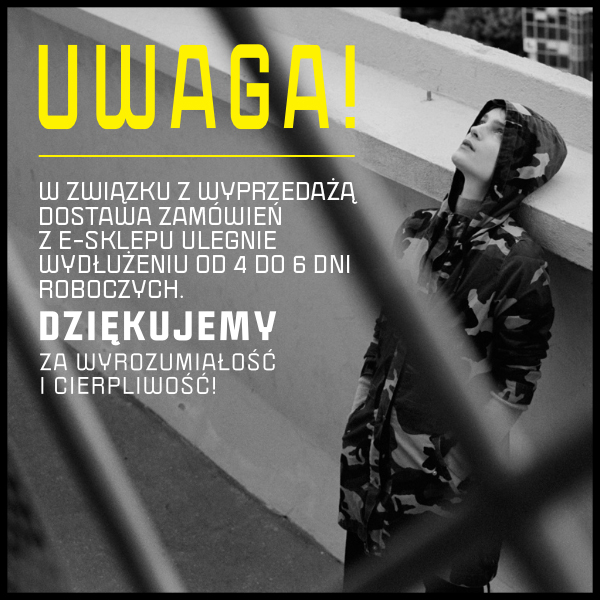 UWAGA!
W ZWIĄZKU Z WYPRZEDAŻĄ
DOSTAWA ZAMÓWIEŃ
Z E-SKLEPU ULEGNIE
WYDŁUŻENIU OD 4 DO 6 DNI
ROBOCZYCH.
DZIĘKUJEMY
ZA WYROZUMIAŁOŚĆ
I CIERPLIWOŚĆ!